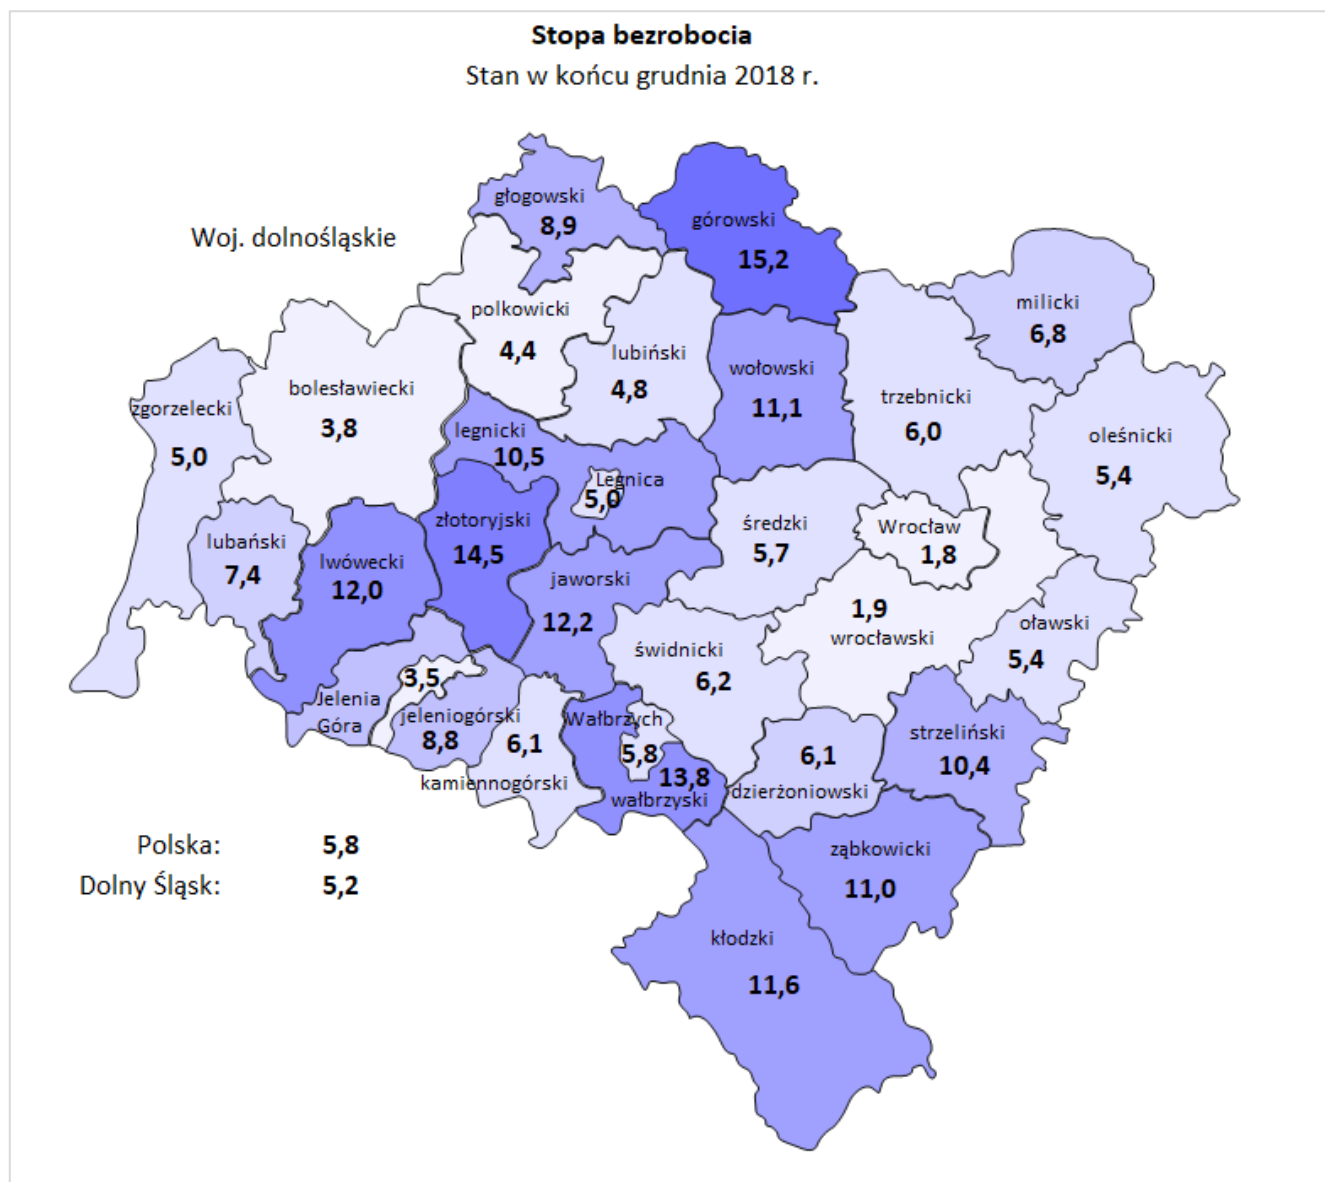 Stopa bezrobocia
Stan w końcu grudnia 2018 r.
Woj. dolnośląskie
głogowski
8,9
górowski
15,2
milicki
6,8
polkowicki
4,4
lubiński
4,8
wołowski
11,1
trzebnicki
6,0
oleśnicki
5,4
bolesławiecki
3,8
zgorzelecki
5,0
legnicki
10,5
Legnica
5,0
lubański
7,4
lwówecki
12,0
złotoryjski
14,5
jaworski
12,2
średzki
5,7
Wrocław
1,8
1,9
wrocławski
oławski
5,4
świdnicki
6,2
3,5
Jelenia
Góra
jeleniogórski
8,8
6,1
kamiennogórski
Wałbrzych
5,8
13,8
wałbrzyski
6,1
dzierżoniowski
strzeliński
10,4
ząbkowicki
11,0
kłodzki
11,6
Polska: 5,8
Dolny Śląsk: 5,2